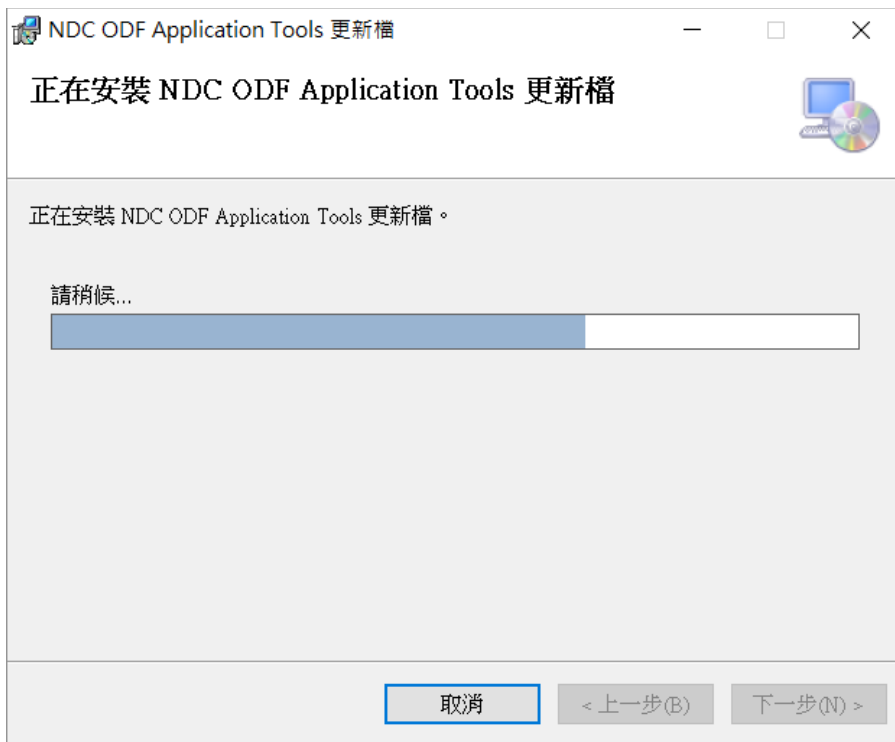 NDC ODF Application Tools 更新檔
正在安裝 NDC ODF Application Tools 更新檔
正在安裝 NDC ODF Application Tools 更新檔。
請稍候...
取消
< 上一步(B)
下一步(N) >